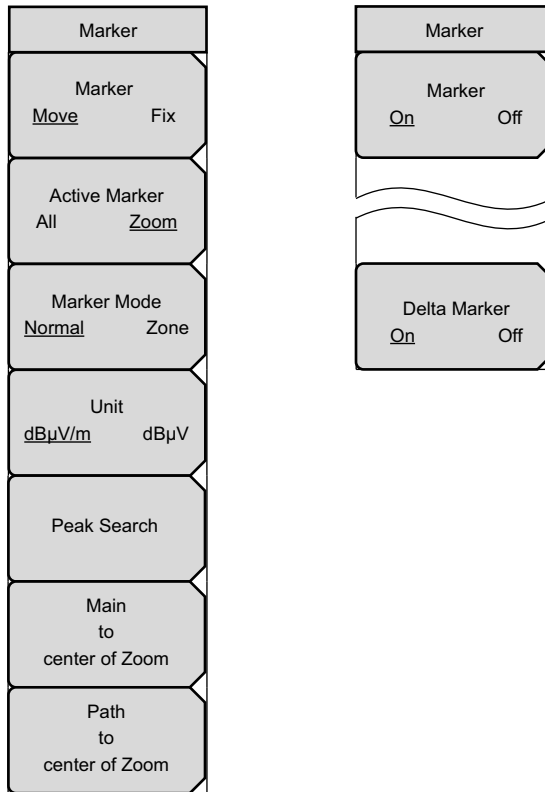 Marker
Marker
Move Fix
Active Marker
All Zoom
Marker Mode
Normal Zone
Unit
dBµV/m dBµV
Peak Search
Main
to
center of Zoom
Path
to
center of Zoom
Marker
Marker
On Off
Delta Marker
On Off